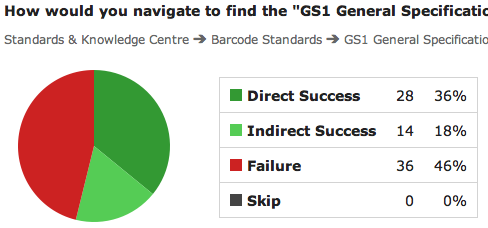 How would you navigate to find the "GS1 General Specificatio
Standards & Knowledge Centre ➔ Barcode Standards ➔ GS1 General Specificatio
Direct Success 28 36%
Indirect Success 14 18%
Failure 36 46%
Skip 0 0%